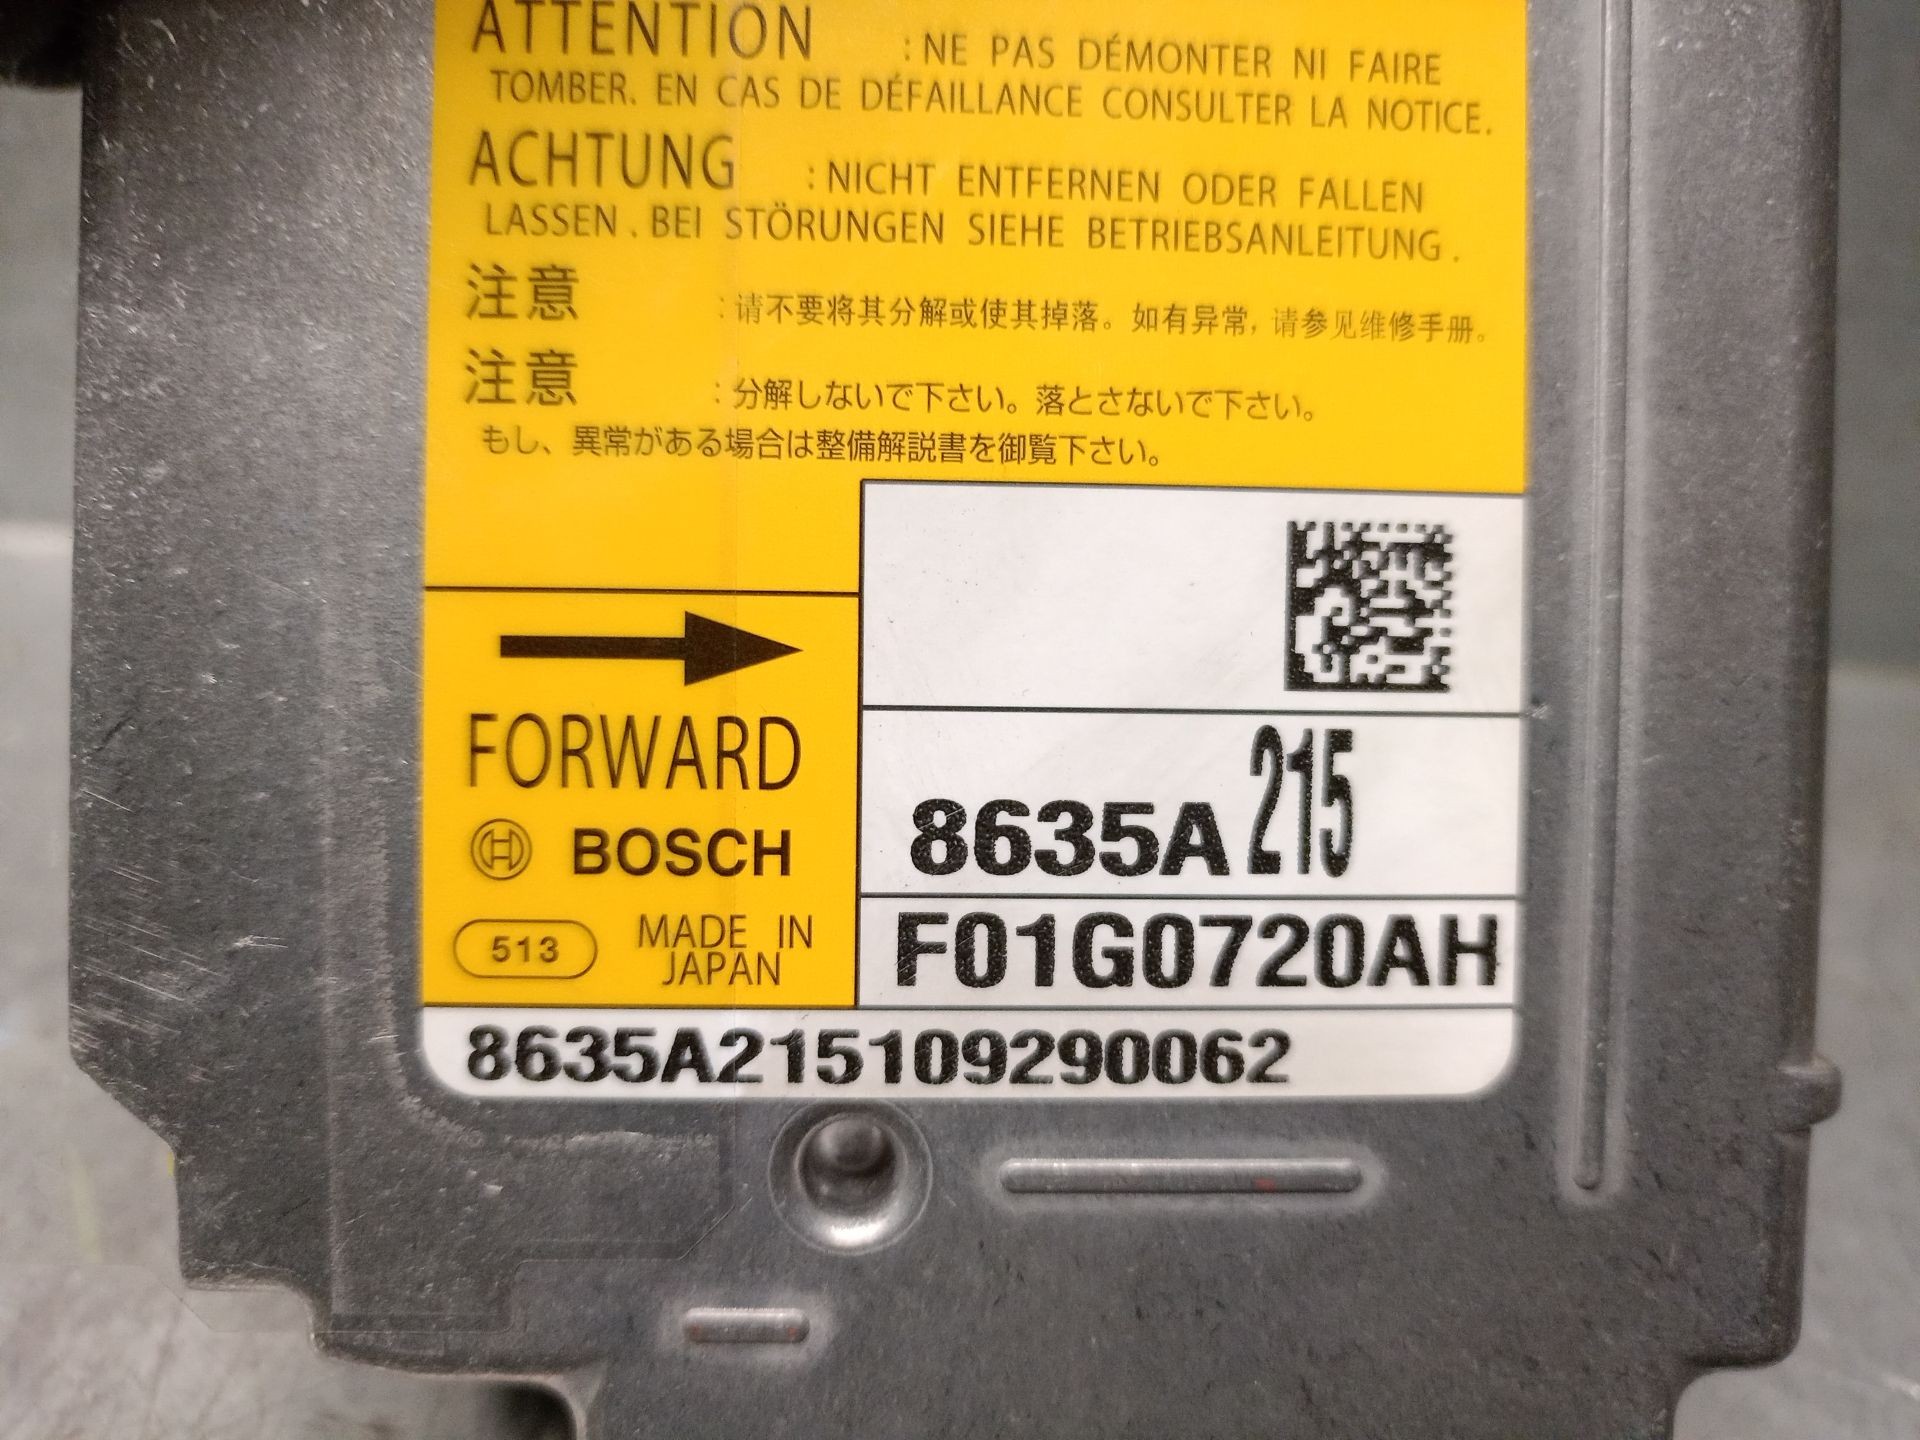 ATTENTION : NE PAS DÉMONTER NI FAIRE
TOMBER. EN CAS DE DÉFAILLANCE CONSULTER LA NOTICE.
ACHTUNG : NICHT ENTFERNEN ODER FALLEN
LASSEN . BEI STÖRUNGEN SIEHE BETRIEBSANLEITUNG .
注意 : 请不要将其分解或使其掉落。如有异常, 请参见维修手册。
注意 : 分解しないで下さい。落とさないで下さい。
もし、異常がある場合は整備解説書を御覧下さい。
FORWARD
BOSCH
513
MADE IN
JAPAN
8635A215
F01G0720AH
8635A215109290062